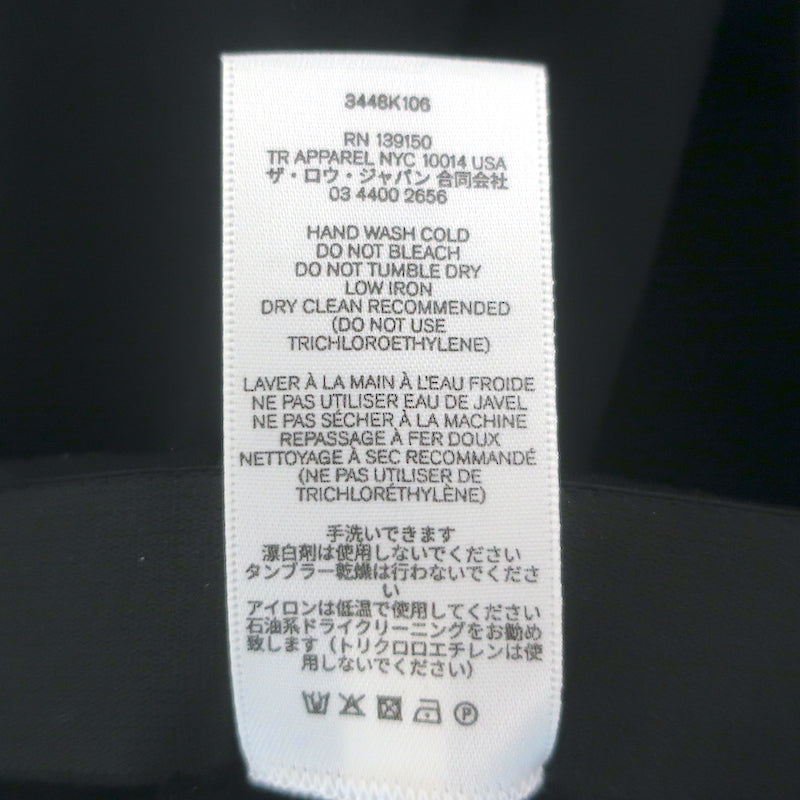 3448K106
RN 139150
TR APPAREL NYC 10014 USA
ザ・ロウ・ジャパン 合同会社
03 4400 2656
HAND WASH COLD
DO NOT BLEACH
DO NOT TUMBLE DRY
LOW IRON
DRY CLEAN RECOMMENDED
(DO NOT USE
TRICHLOROETHYLENE)
LAVER À LA MAIN À L'EAU FROIDE
NE PAS UTILISER EAU DE JAVEL
NE PAS SÉCHER À LA MACHINE
REPASSAGE À FER DOUX
NETTOYAGE À SEC RECOMMANDÉ
(NE PAS UTILISER DE
TRICHLORÉTHYLÈNE)
手洗いできます
漂白剤は使用しないでください
タンブラー乾燥は行わないでくださ
い
アイロンは低温で使用してください
石油系ドライクリーニングをお勧め
致します（トリクロロエチレンは使
用しないでください）
P